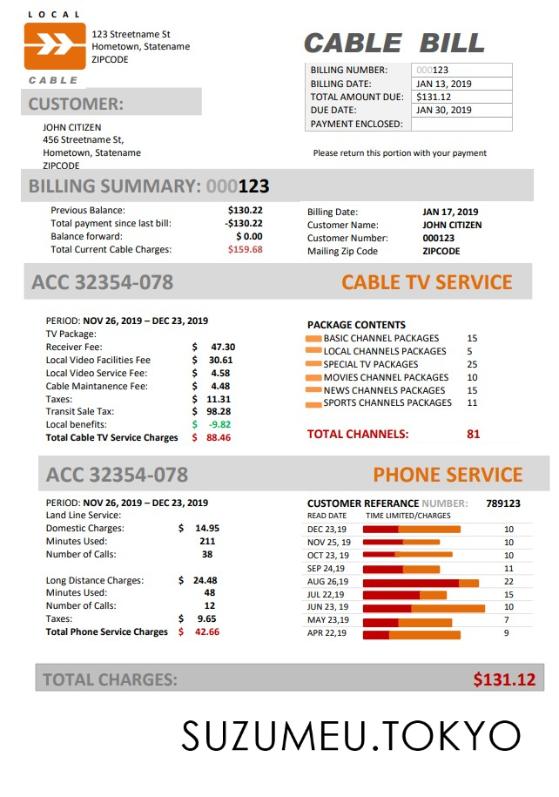 LOCAL
CABLE
123 Streetname St
Hometown, Statename
ZIPCODE
CABLE BILL
BILLING NUMBER: 000123
BILLING DATE: JAN 13, 2019
TOTAL AMOUNT DUE: $131.12
DUE DATE: JAN 30, 2019
PAYMENT ENCLOSED:
CUSTOMER:
JOHN CITIZEN
456 Streetname St,
Hometown, Statename
ZIPCODE
Please return this portion with your payment
BILLING SUMMARY: 000123
Previous Balance: $130.22
Total payment since last bill: -$130.22
Balance forward: $ 0.00
Total Current Cable Charges: $159.68
Billing Date: JAN 17, 2019
Customer Name: JOHN CITIZEN
Customer Number: 000123
Mailing Zip Code ZIPCODE
ACC 32354-078 CABLE TV SERVICE
PERIOD: NOV 26, 2019 – DEC 23, 2019
TV Package:
Receiver Fee: $ 47.30
Local Video Facilities Fee $ 30.61
Local Video Service Fee: $ 4.58
Cable Maintanence Fee: $ 4.48
Taxes: $ 11.31
Transit Sale Tax: $ 98.28
Local benefits: $ -9.82
Total Cable TV Service Charges $ 88.46
PACKAGE CONTENTS
BASIC CHANNEL PACKAGES 15
LOCAL CHANNELS PACKAGES 5
SPECIAL TV PACKAGES 25
MOVIES CHANNEL PACKAGES 10
NEWS CHANNEL PACKAGES 15
SPORTS CHANNEL PACKAGES 11
TOTAL CHANNELS: 81
ACC 32354-078 PHONE SERVICE
PERIOD: NOV 26, 2019 – DEC 23, 2019
Land Line Service:
Domestic Charges: $ 14.95
Minutes Used: 211
Number of Calls: 38
Long Distance Charges: $ 24.48
Minutes Used: 48
Number of Calls: 12
Taxes: $ 9.65
Total Phone Service Charges $ 42.66
CUSTOMER REFERANCE NUMBER: 789123
READ DATE TIME LIMITED/CHARGES
DEC 23,19 10
NOV 25, 19 10
OCT 23, 19 10
SEP 24,19 11
AUG 26,19 22
JUL 22,19 15
JUN 23, 19 10
MAY 23,19 7
APR 22,19 9
TOTAL CHARGES: $131.12
SUZUMEU.TOKYO